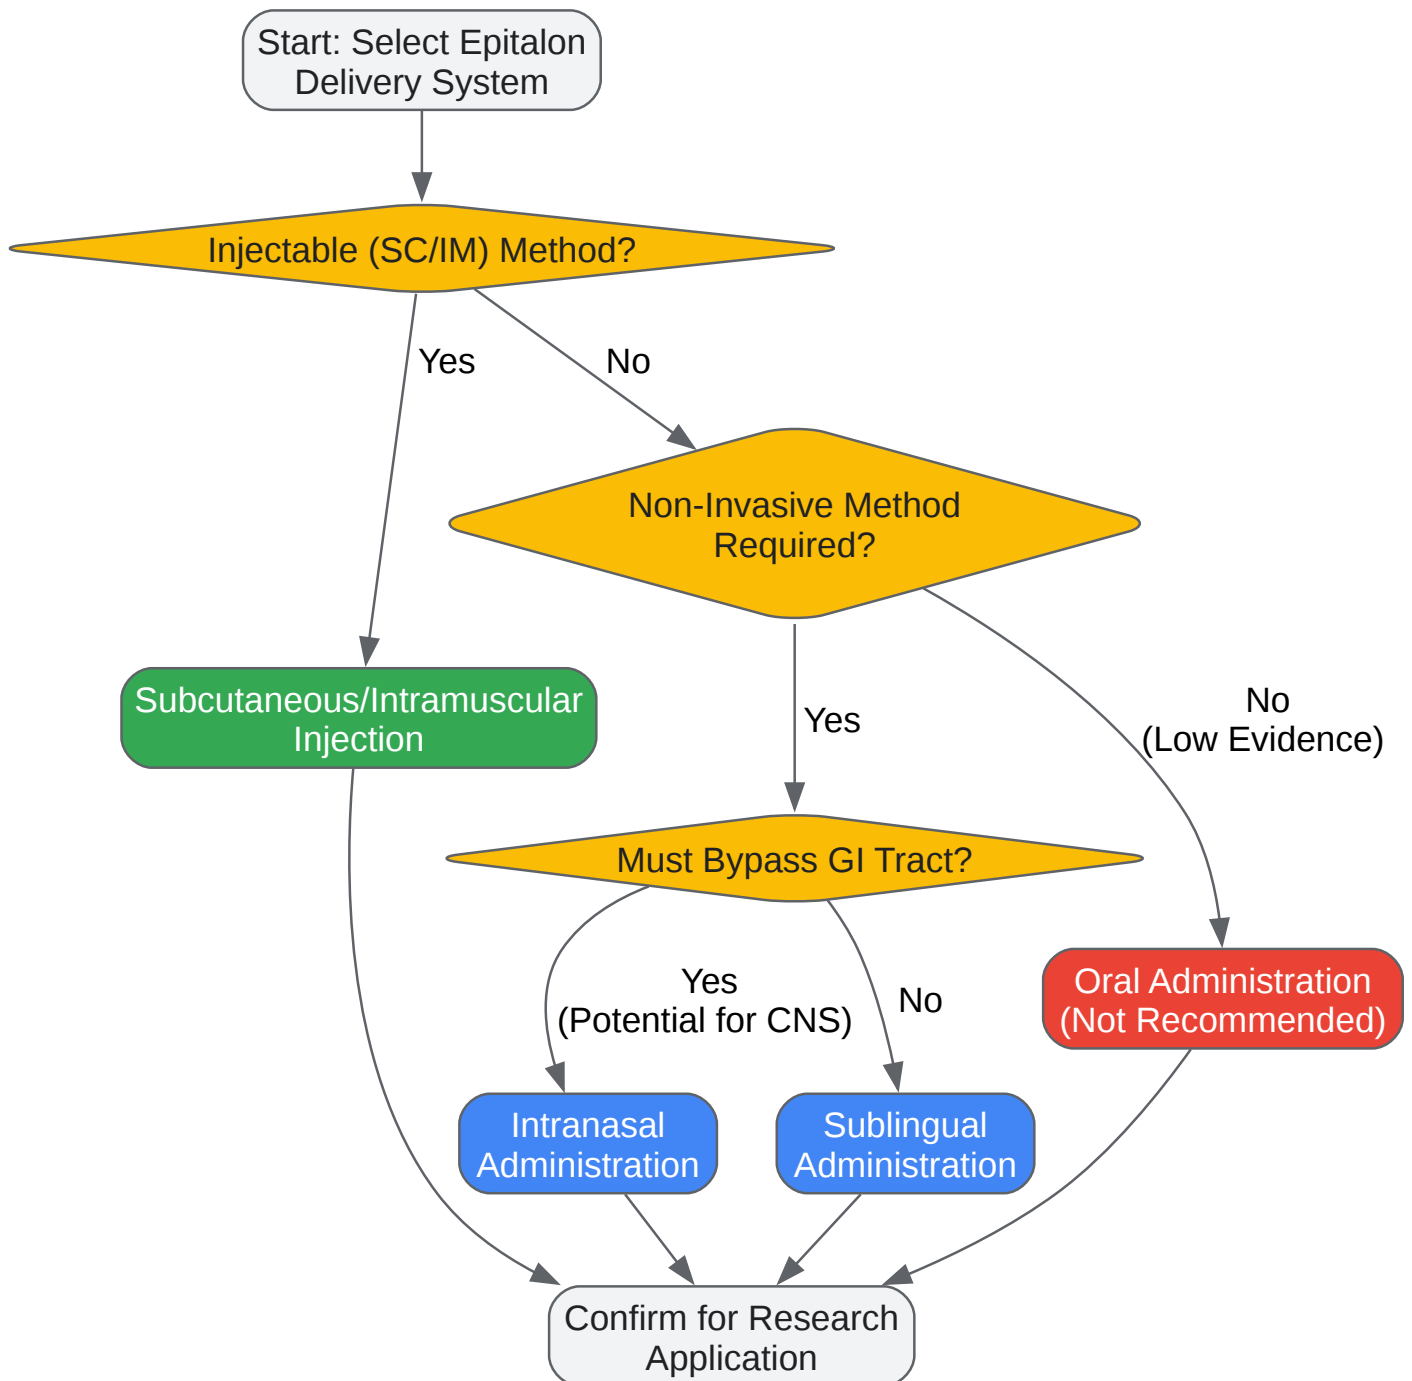 Start: Select Epitalon
Delivery System
Injectable (SC/IM) Method?
Yes
No
Non-Invasive Method
Required?
Subcutaneous/Intramuscular
Injection
Yes
No
(Low Evidence)
Must Bypass GI Tract?
Yes
(Potential for CNS)
No
Oral Administration
(Not Recommended)
Intranasal
Administration
Sublingual
Administration
Confirm for Research
Application